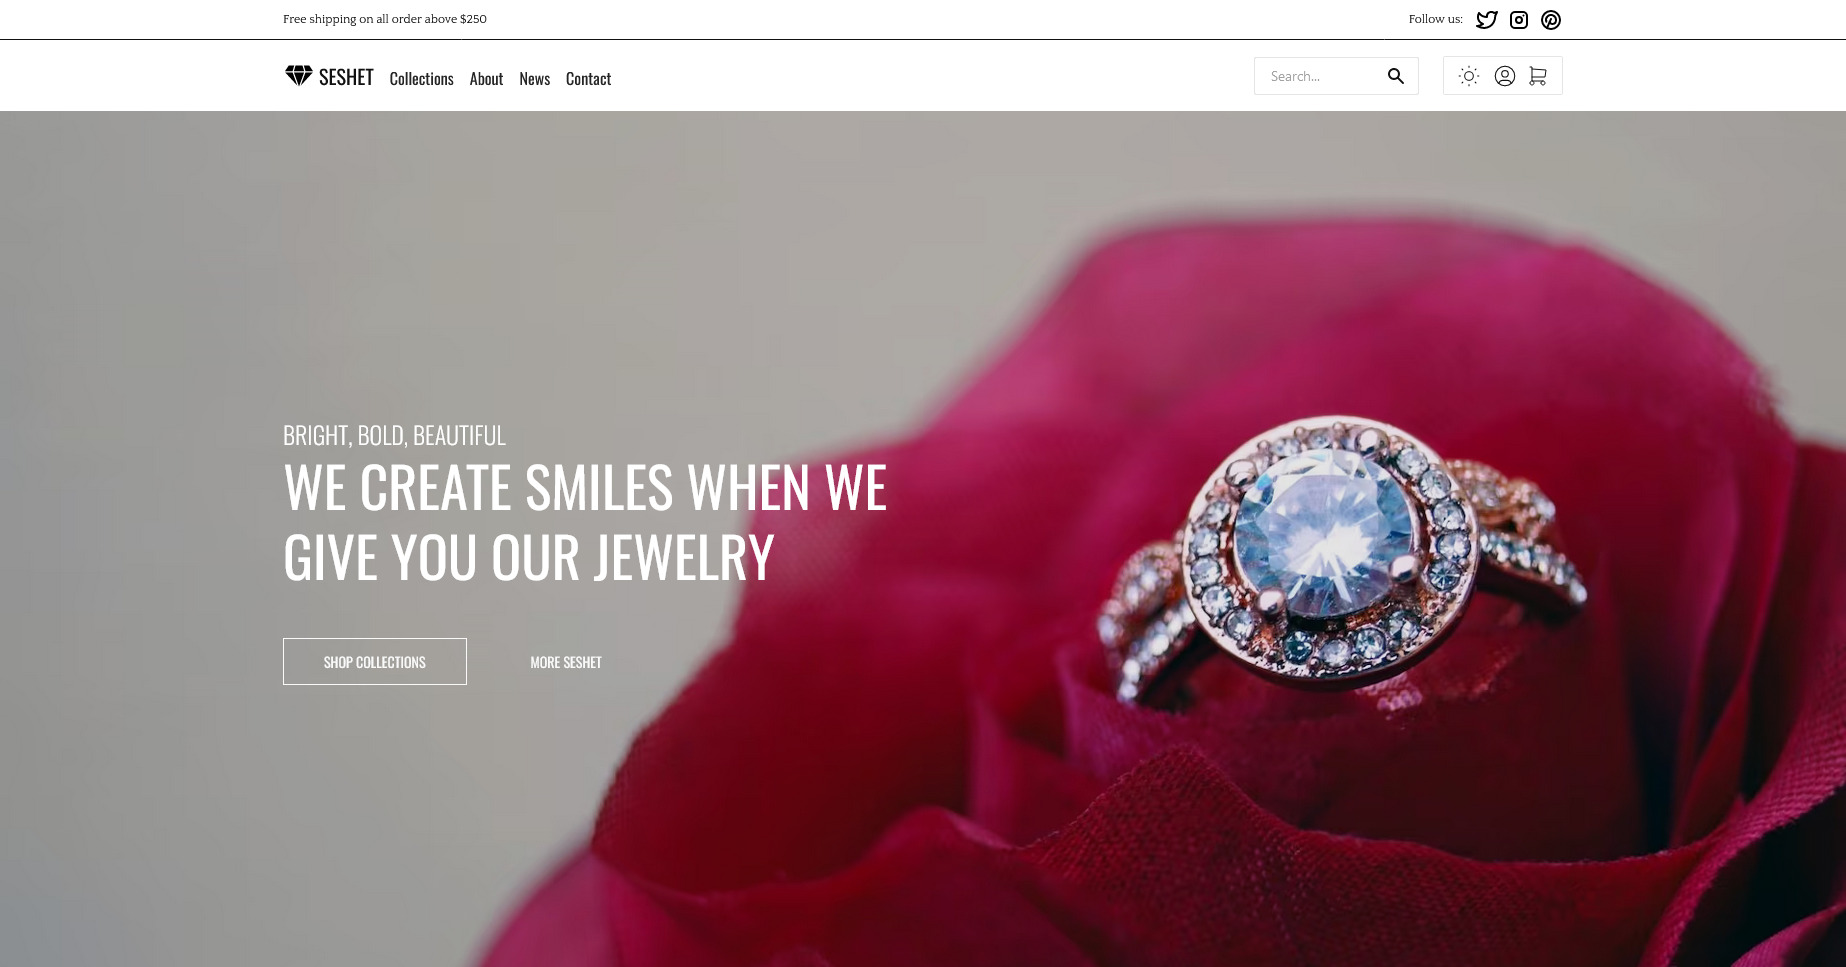 Free shipping on all order above $250
Follow us:
SESHET
Collections
About
News
Contact
Search...
BRIGHT, BOLD, BEAUTIFUL
WE CREATE SMILES WHEN WE
GIVE YOU OUR JEWELRY
SHOP COLLECTIONS
MORE SESHET